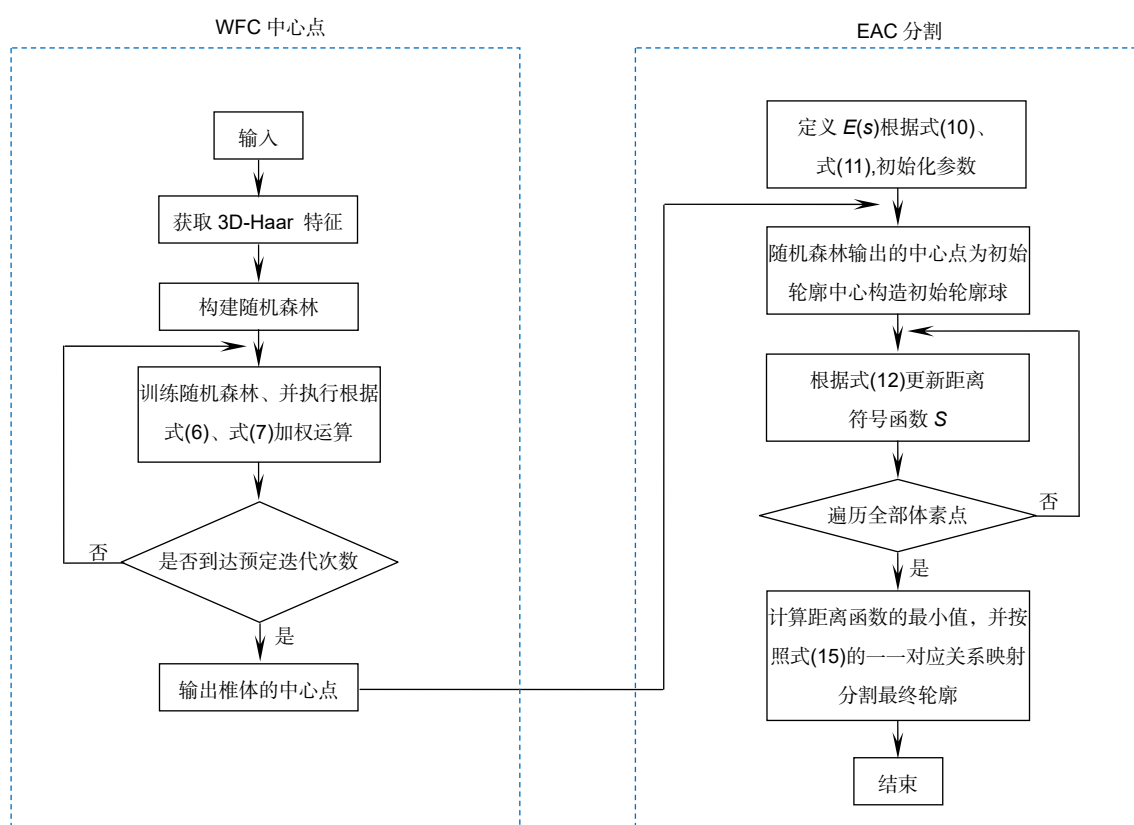 WFC 中心点
输入
获取 3D-Haar 特征
构建随机森林
训练随机森林、并执行根据
式(6)、式(7)加权运算
否
是否到达预定迭代次数
是
输出椎体的中心点
EAC 分割
定义 E(s)根据式(10)、
式(11),初始化参数
随机森林输出的中心点为初始
轮廓中心构造初始轮廓球
根据式(12)更新距离
符号函数 S
否
遍历全部体素点
是
计算距离函数的最小值，并按
照式(15)的一一对应关系映射
分割最终轮廓
结束